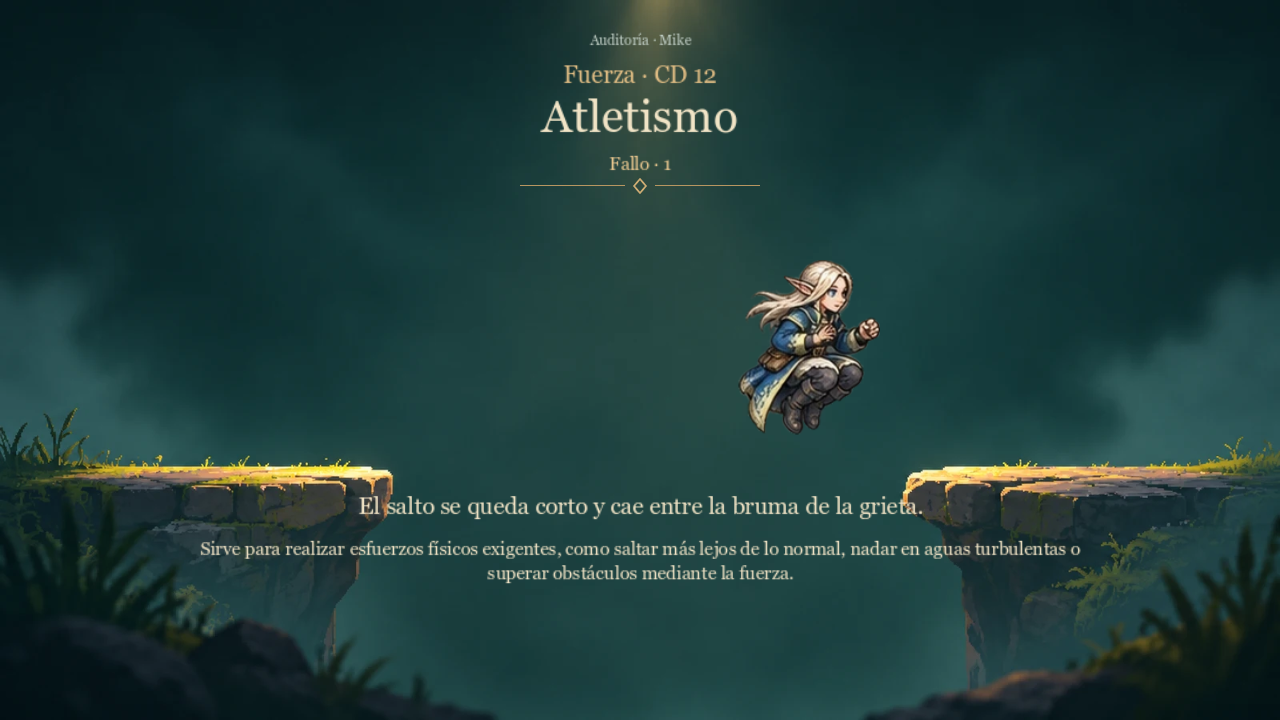 Auditoría · Mike
Fuerza · CD 12
Atletismo
Fallo · 1
El salto se queda corto y cae entre la bruma de la grieta.
Sirve para realizar esfuerzos físicos exigentes, como saltar más lejos de lo normal, nadar en aguas turbulentas o
superar obstáculos mediante la fuerza.